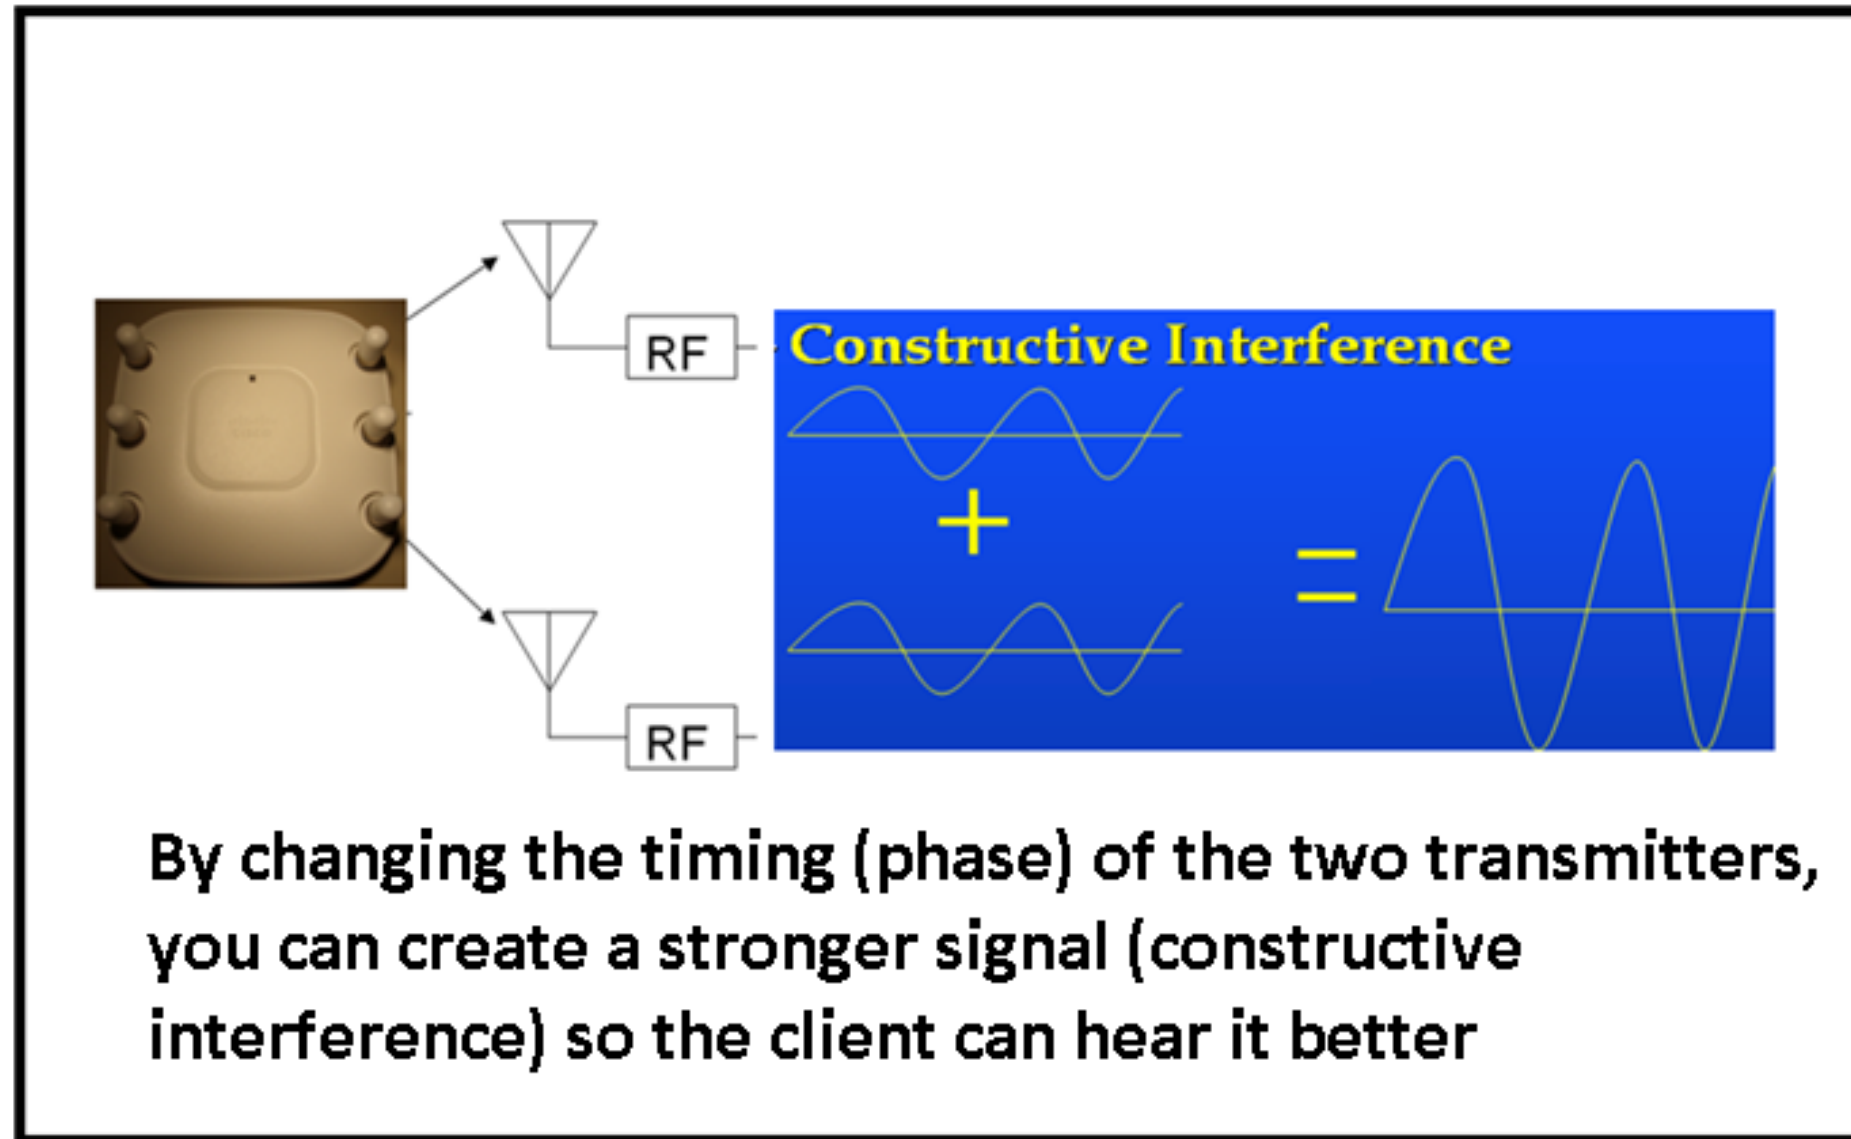 RF
Constructive Interference
+
=
RF
By changing the timing (phase) of the two transmitters,
you can create a stronger signal (constructive
interference) so the client can hear it better